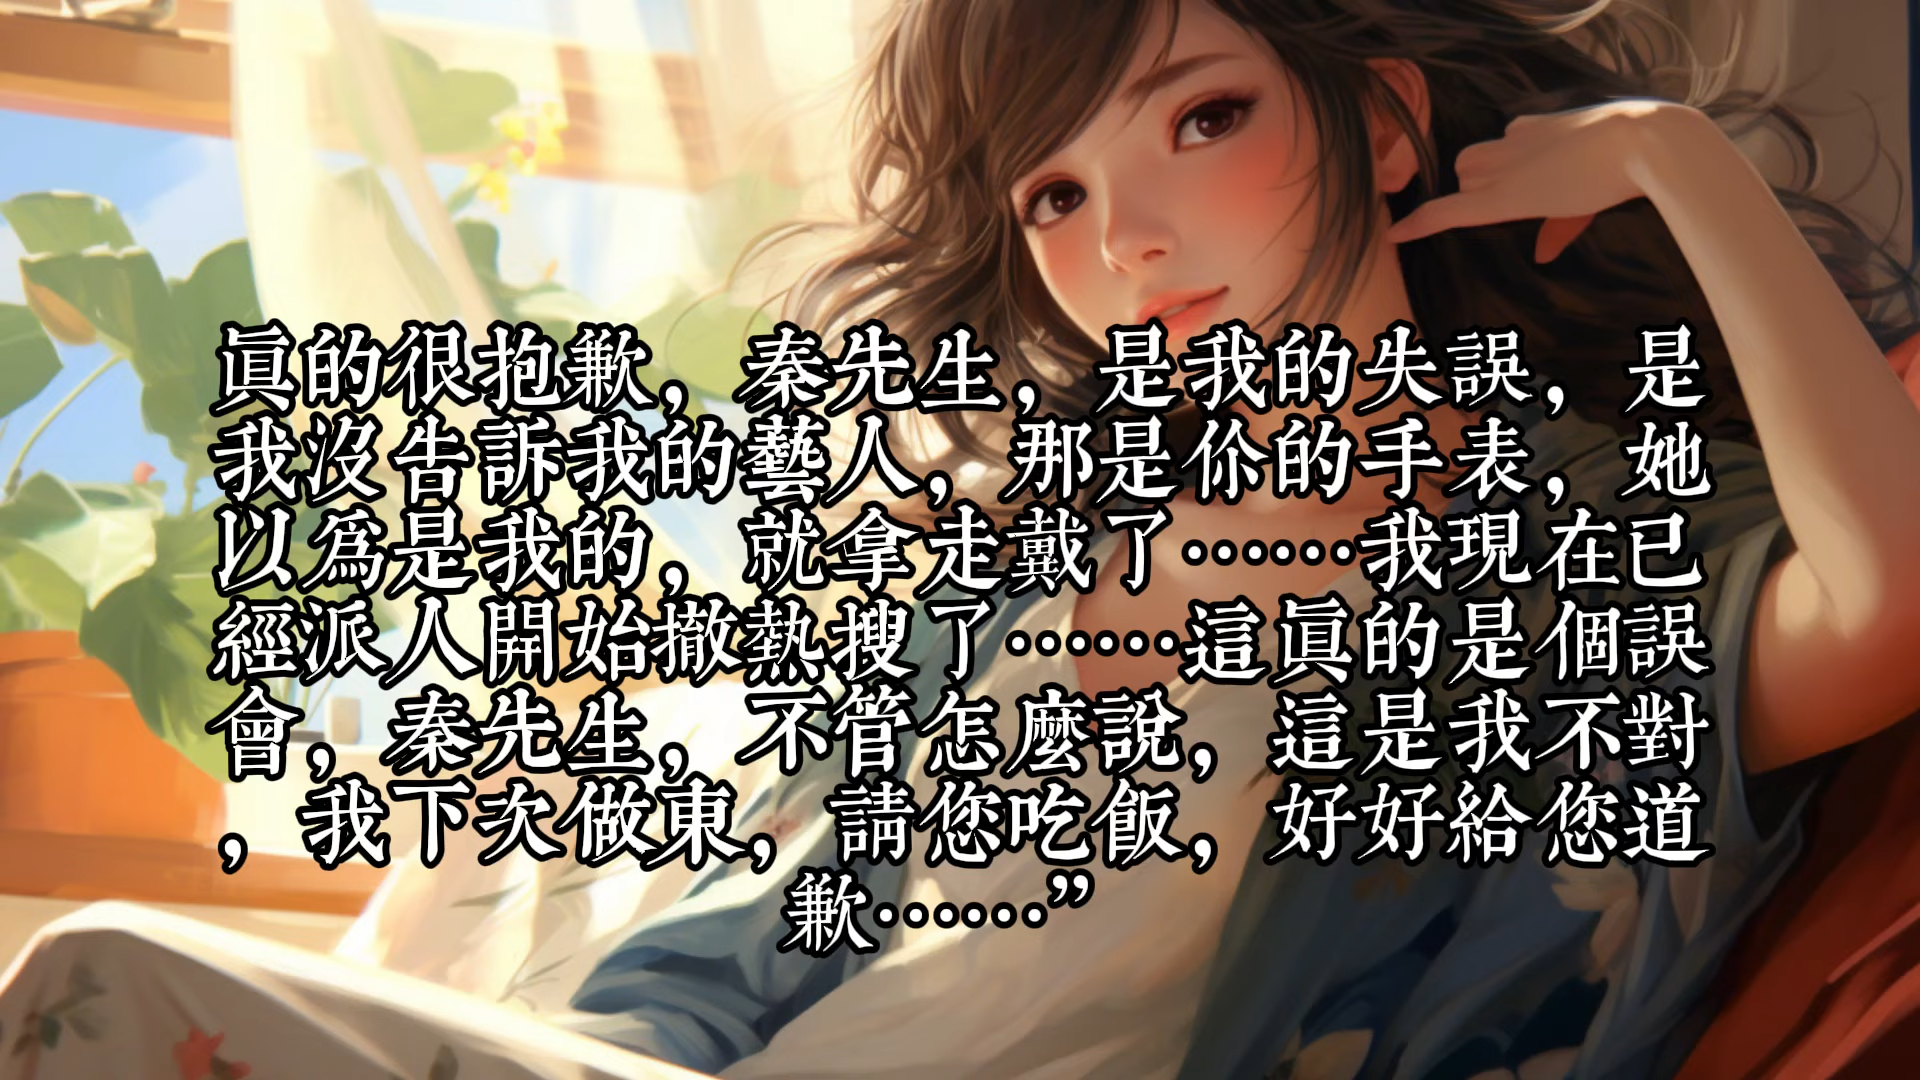 眞的很抱歉，秦先生，是我的失誤，是
我沒告訴我的藝人，那是你的手表，她
以爲是我的，就拿走戴了……我現在已
經派人開始撤熱搜了……這眞的是個誤
會，秦先生，不管怎麼說，這是我不對
，我下次做東，請您吃飯，好好給您道
歉……”